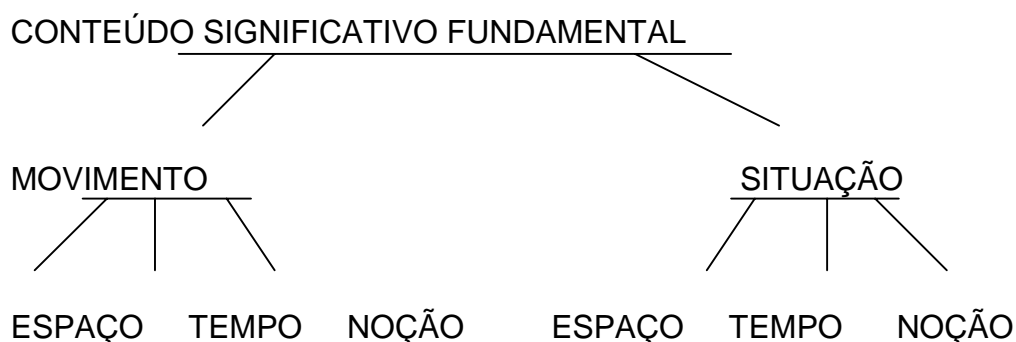 CONTEÚDO SIGNIFICATIVO FUNDAMENTAL
MOVIMENTO SITUAÇÃO
ESPAÇO TEMPO NOÇÃO ESPAÇO TEMPO NOÇÃO